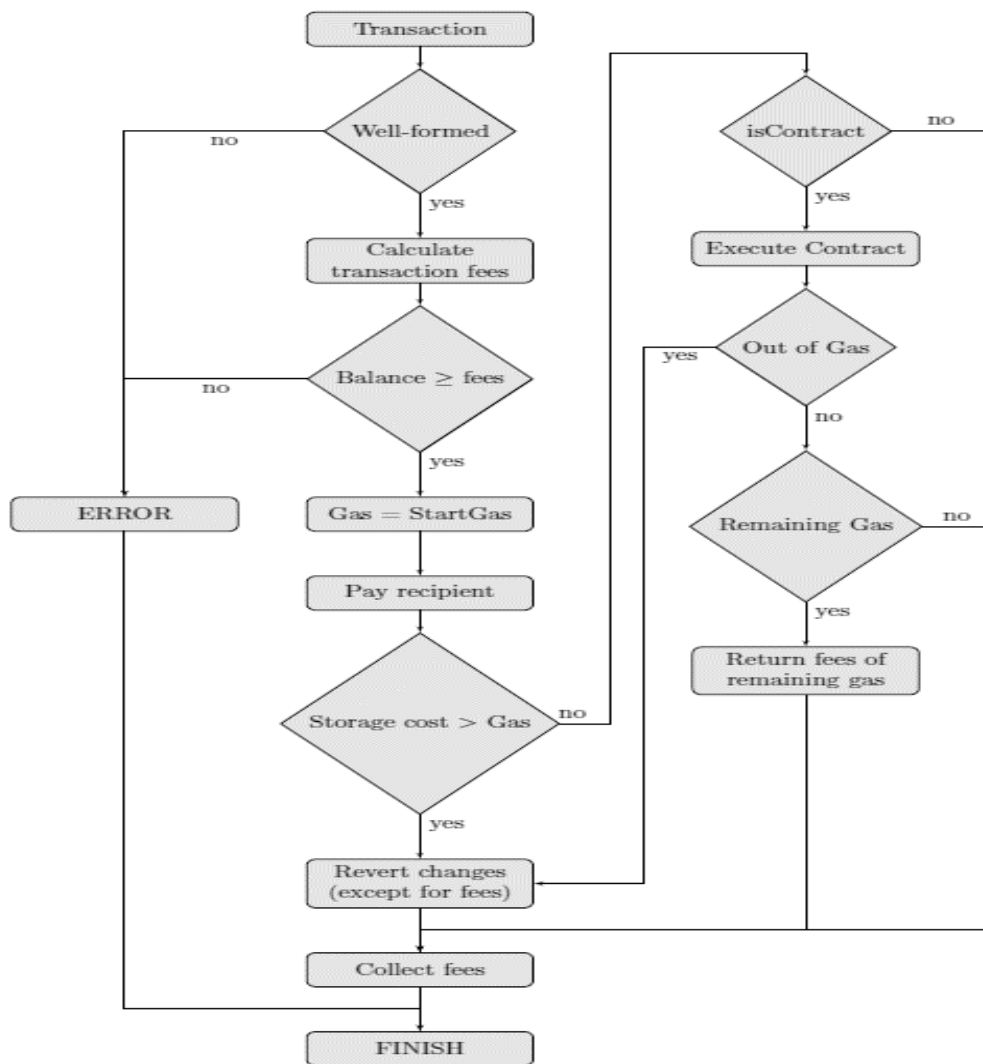 Transaction
Well-formed
no
yes
Calculate
transaction fees
Balance ≥ fees
no
yes
ERROR
Gas = StartGas
Pay recipient
Storage cost > Gas
no
yes
Revert changes
(except for fees)
Collect fees
FINISH
isContract
no
yes
Execute Contract
Out of Gas
yes
no
Remaining Gas
no
yes
Return fees of
remaining gas